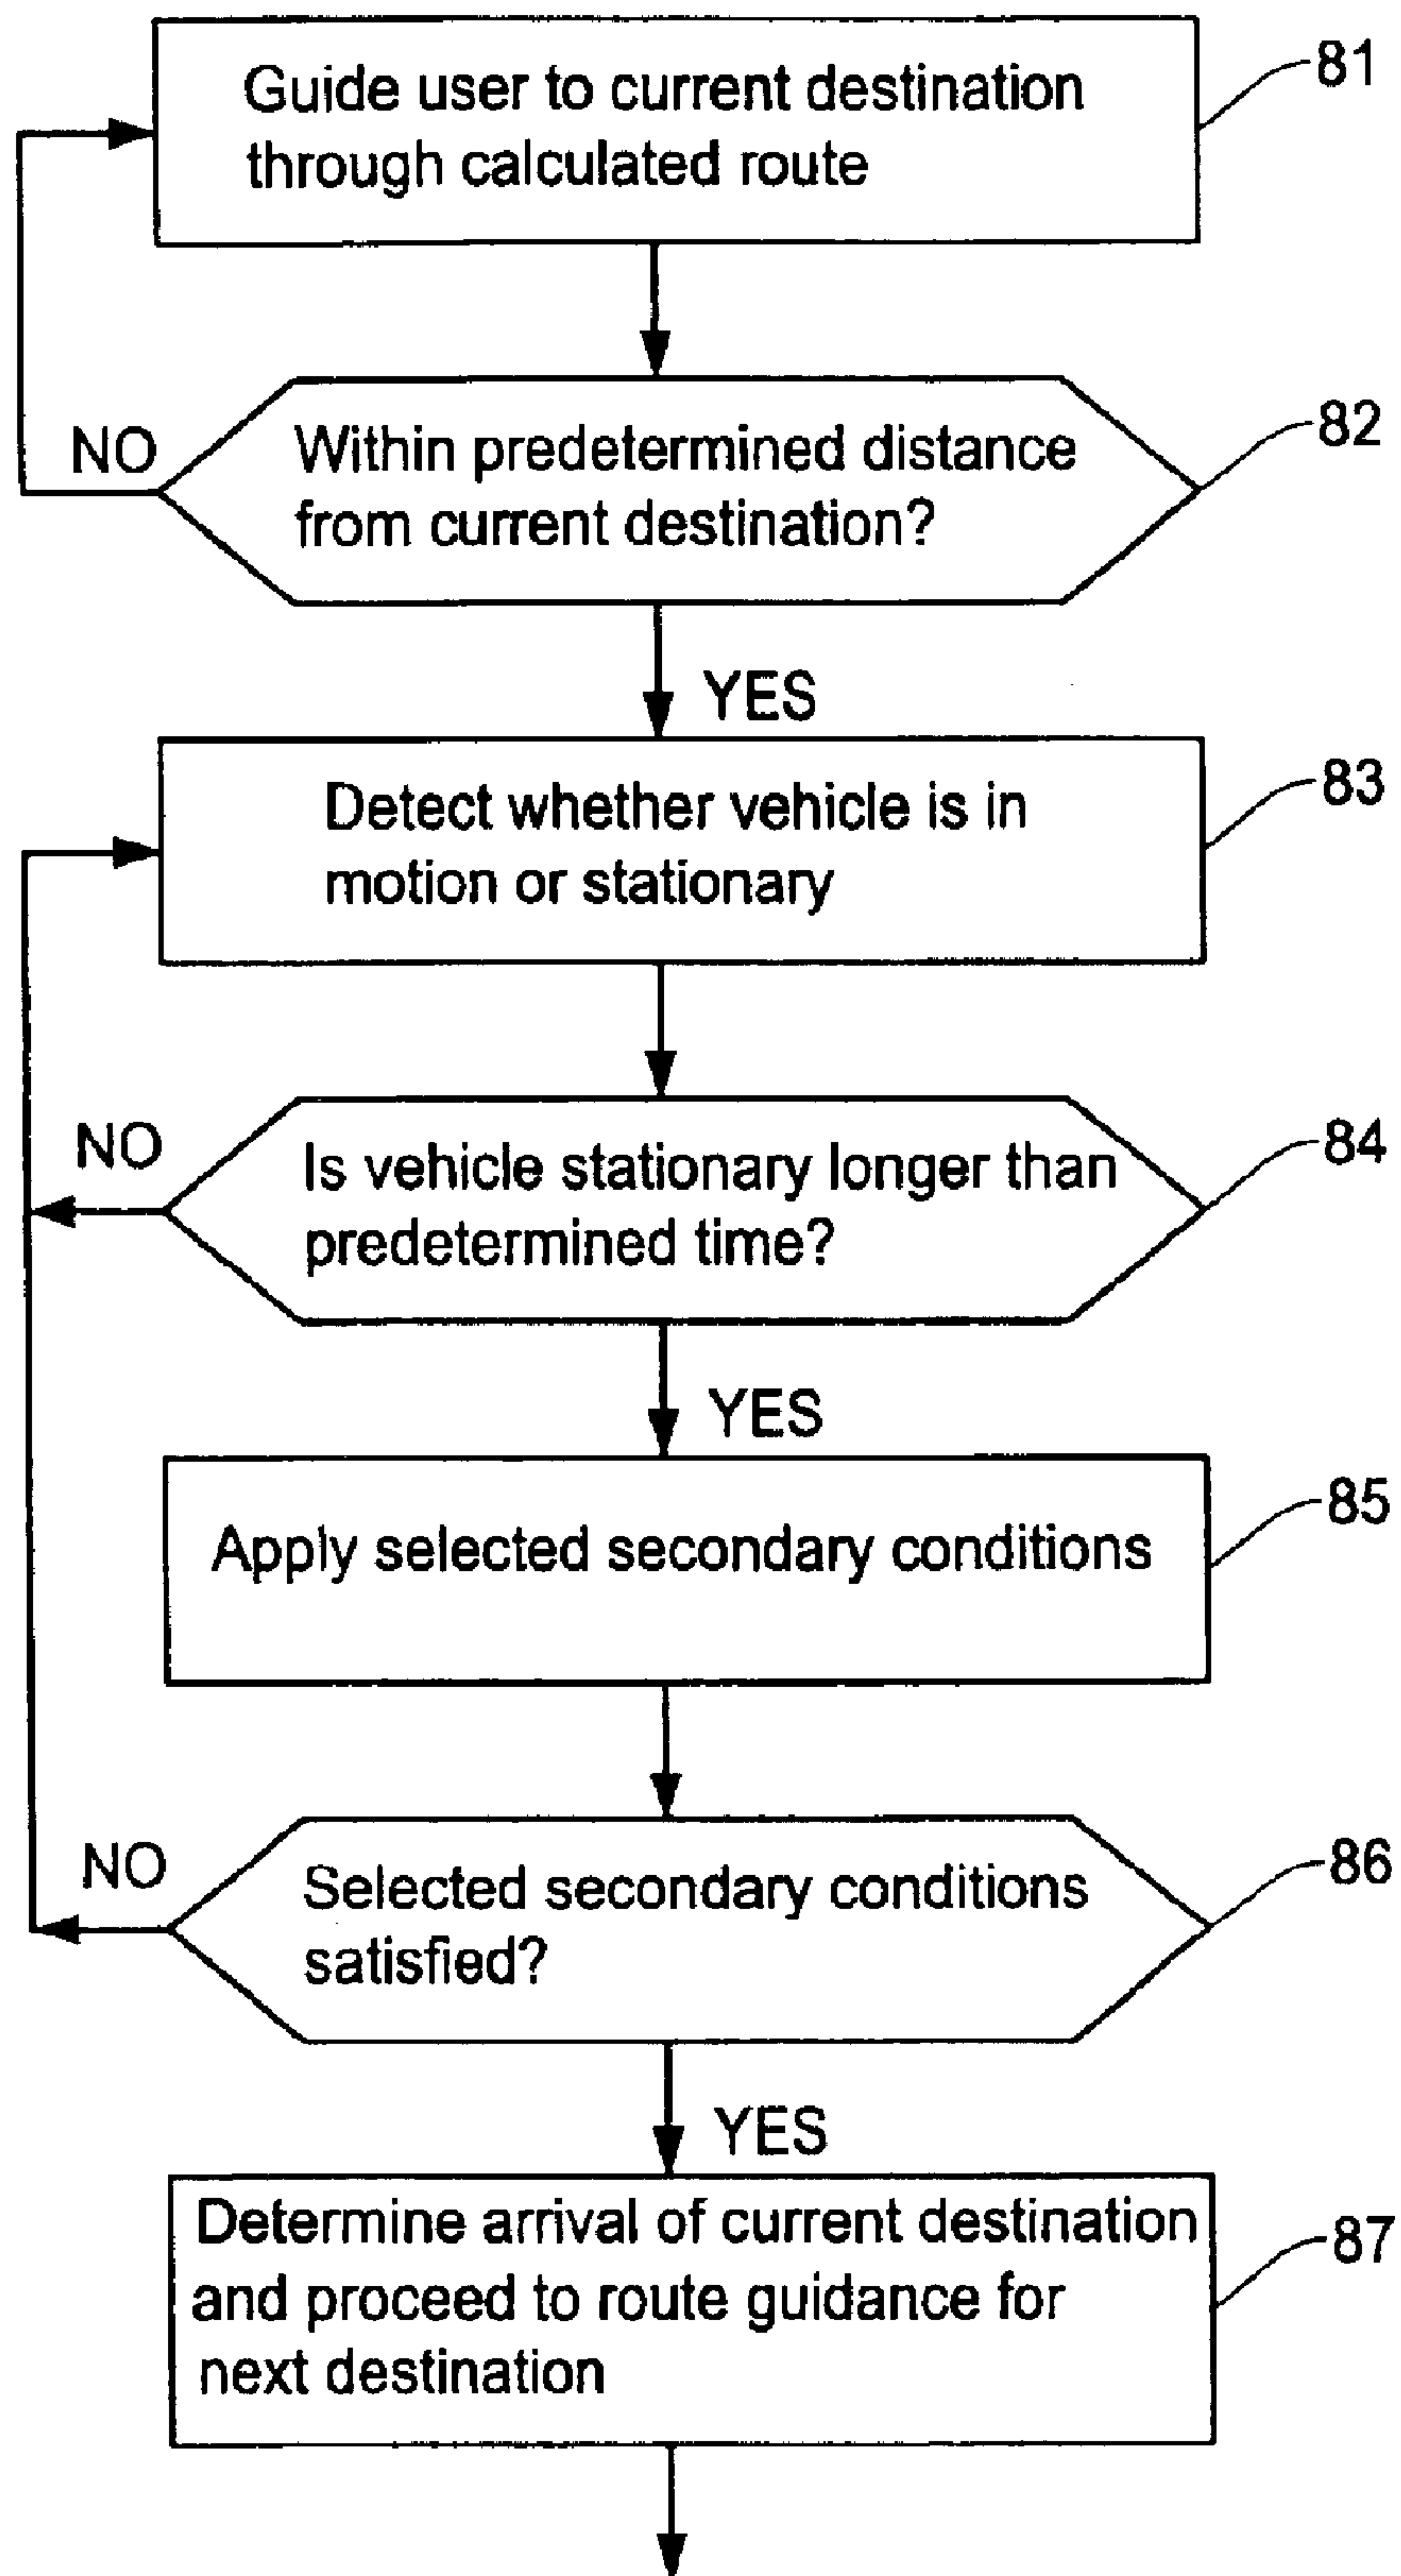 Guide user to current destination
through calculated route
81
NO
Within predetermined distance
from current destination?
82
YES
Detect whether vehicle is in
motion or stationary
83
NO
Is vehicle stationary longer than
predetermined time?
84
YES
Apply selected secondary conditions
85
NO
Selected secondary conditions
satisfied?
86
YES
Determine arrival of current destination
and proceed to route guidance for
next destination
87